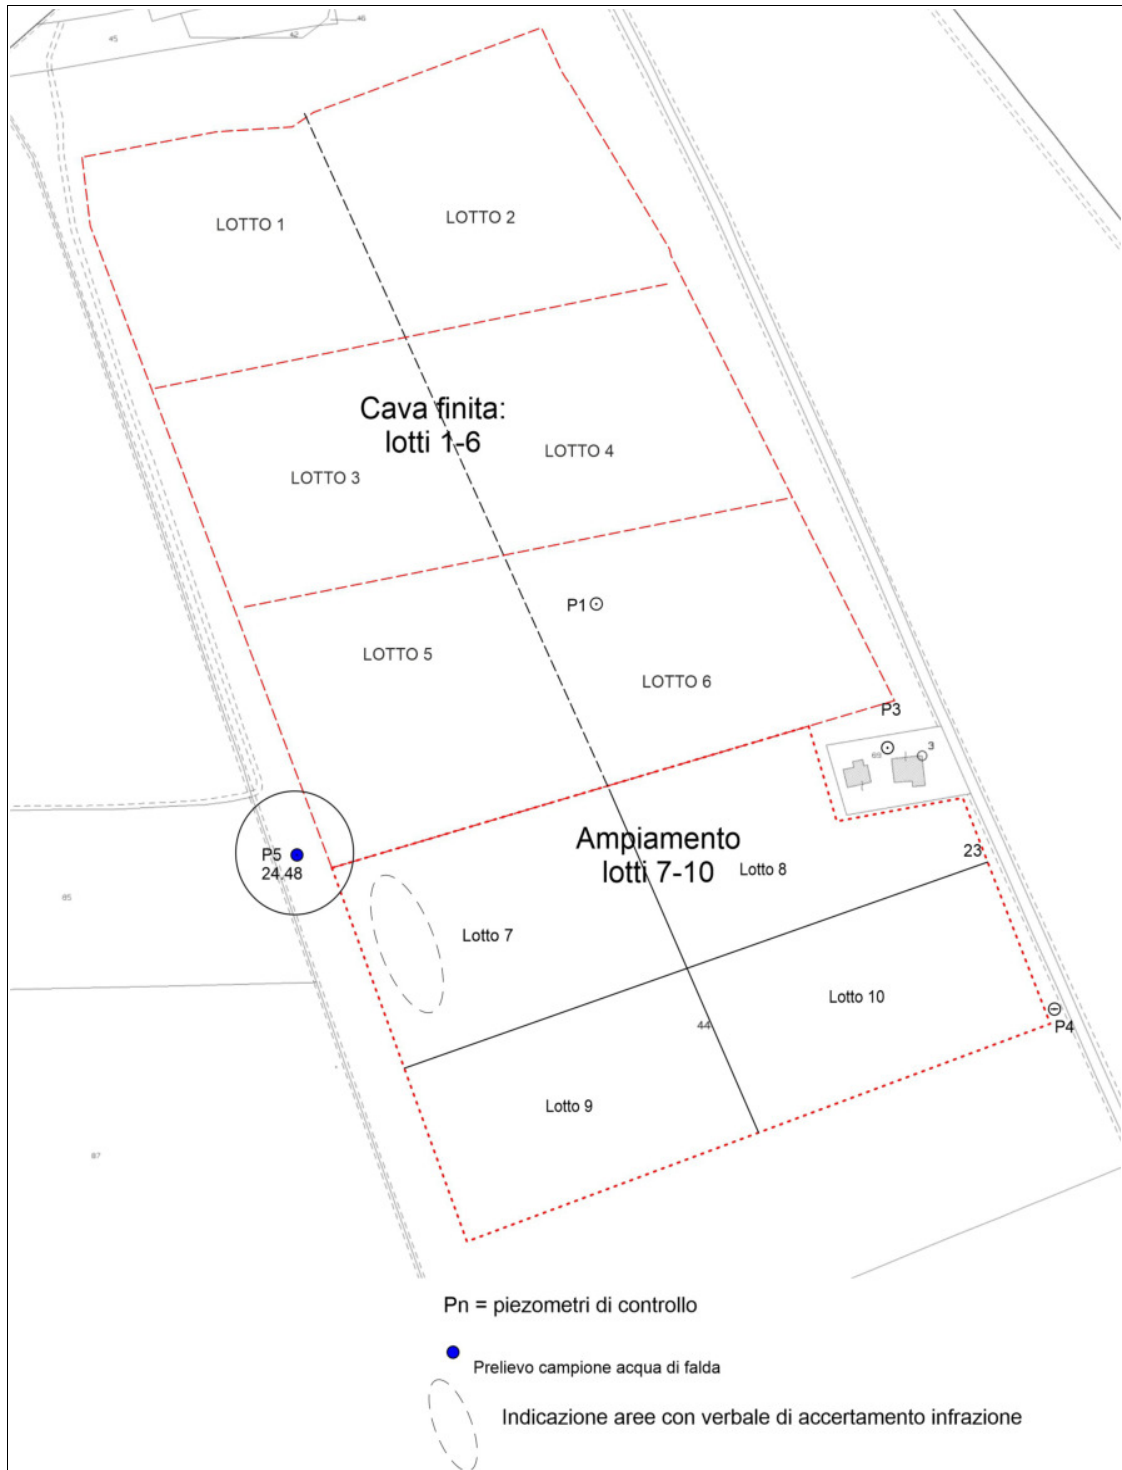 46
45
42
LOTTO 1
LOTTO 2
Cava finita:
lotti 1-6
LOTTO 3
LOTTO 4
P1
LOTTO 5
LOTTO 6
P3
3
69
P5
24.48
Ampiamento
lotti 7-10
23
Lotto 8
Lotto 7
Lotto 10
44
P4
Lotto 9
85
87
Pn = piezometri di controllo
Prelievo campione acqua di falda
Indicazione aree con verbale di accertamento infrazione